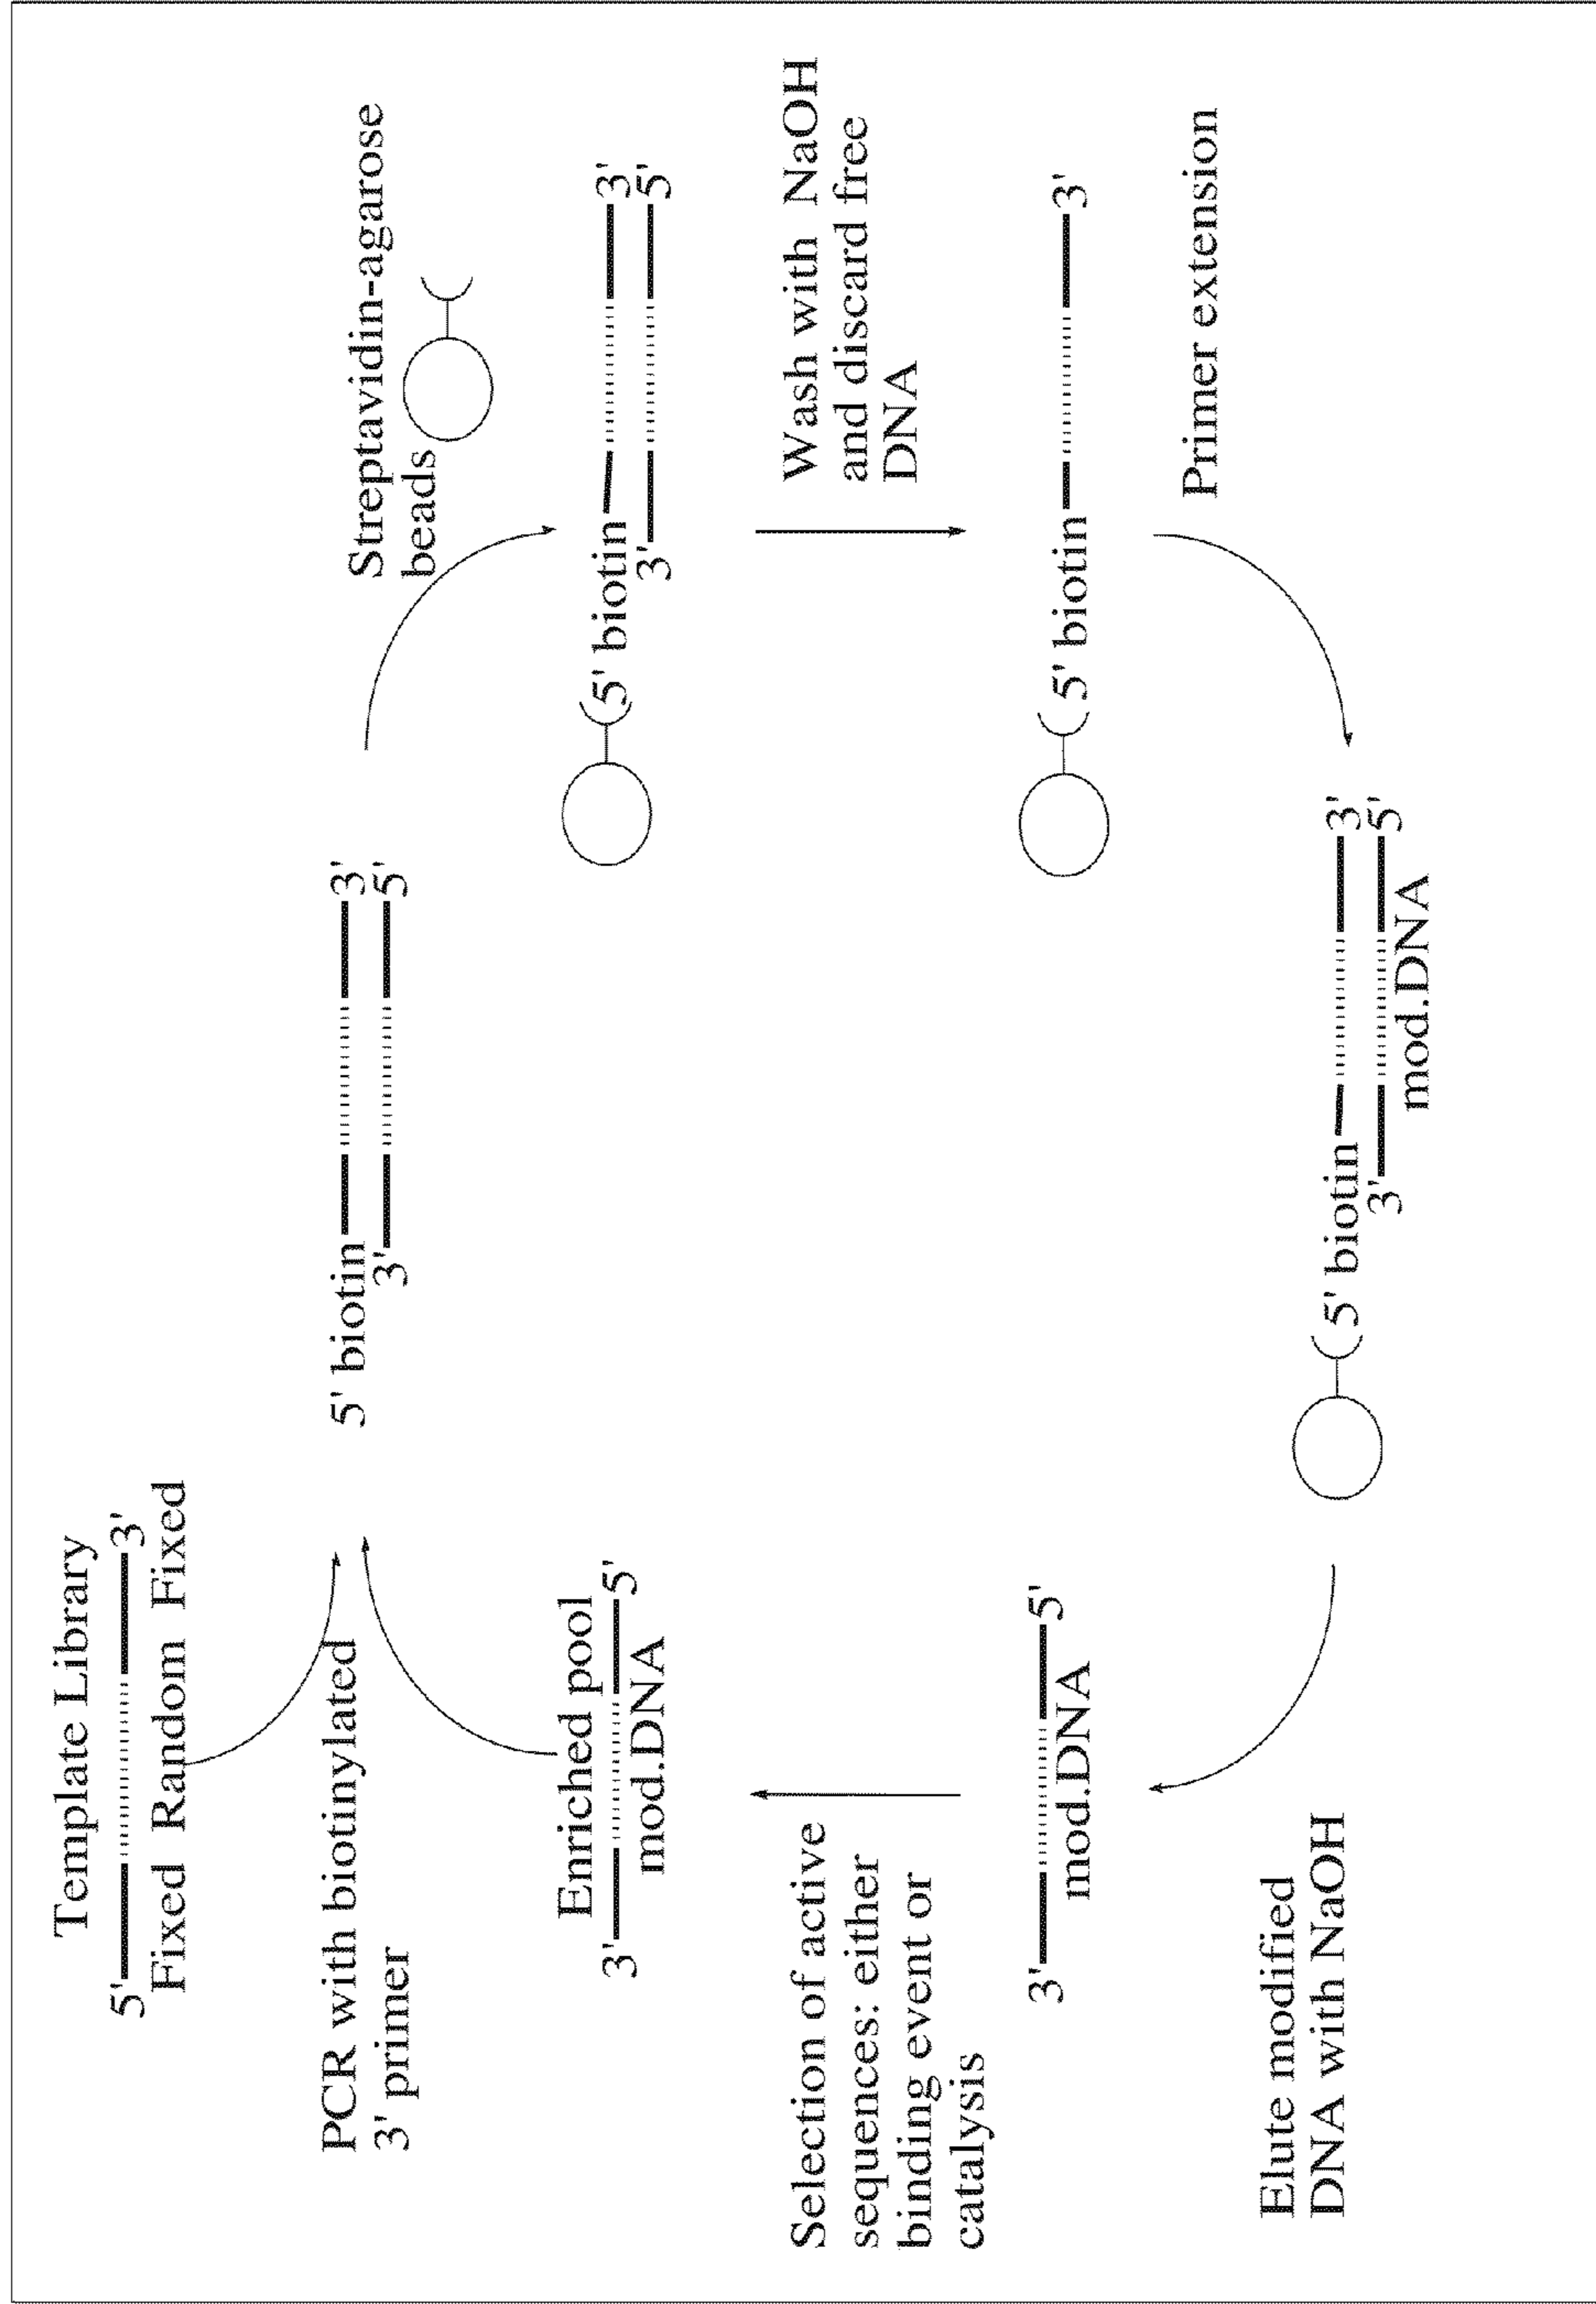 Template Library
5' 3'
Fixed Random Fixed
PCR with biotinylated
3' primer
5' biotin 3'
3' 5'
Streptavidin-agarose
beads
5' biotin 3'
3' 5'
Wash with NaOH
and discard free
DNA
5' biotin 3'
Primer extension
5' biotin 3'
3' 5'
mod.DNA
Elute modified
DNA with NaOH
3' 5'
mod.DNA
Selection of active
sequences: either
binding event or
catalysis
Enriched pool
3' 5'
mod.DNA